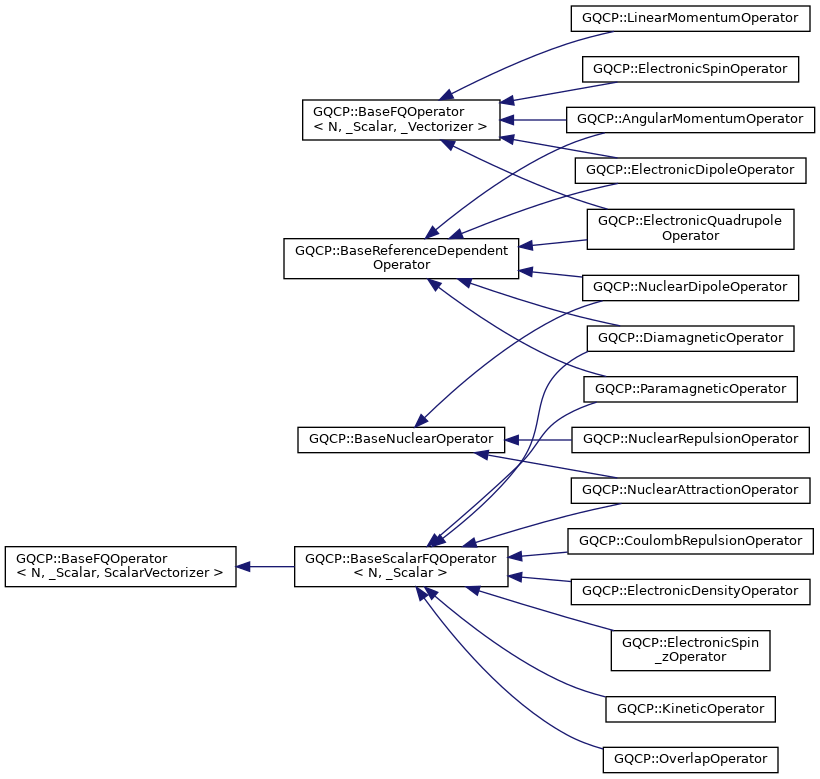 GQCP::LinearMomentumOperator
GQCP::ElectronicSpinOperator
GQCP::BaseFQOperator
< N, _Scalar, _Vectorizer >
GQCP::AngularMomentumOperator
GQCP::ElectronicDipoleOperator
GQCP::ElectronicQuadrupole
Operator
GQCP::BaseReferenceDependent
Operator
GQCP::NuclearDipoleOperator
GQCP::DiamagneticOperator
GQCP::ParamagneticOperator
GQCP::BaseNuclearOperator
GQCP::NuclearRepulsionOperator
GQCP::NuclearAttractionOperator
GQCP::CoulombRepulsionOperator
GQCP::BaseFQOperator
< N, _Scalar, ScalarVectorizer >
GQCP::BaseScalarFQOperator
< N, _Scalar >
GQCP::ElectronicDensityOperator
GQCP::ElectronicSpin
_zOperator
GQCP::KineticOperator
GQCP::OverlapOperator